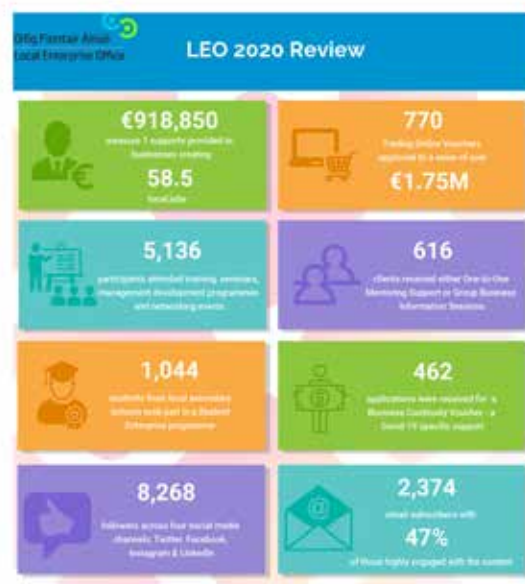 Oifig Fiontair Áitiúil
Local Enterprise Office
LEO 2020 Review
€918,850
measure 1 supports provided to
businesses creating
58.5
local jobs
770
Trading Online Vouchers
approved to a value of over
€1.75M
5,136
participants attended training, seminars,
management development programmes
and networking events
616
clients received either One-to-One
Mentoring Support or Group Business
Information Sessions
1,044
students from local secondary
schools took part in a Student
Enterprise programme
462
applications were received for a
Business Continuity Voucher - a
Covid 19 specific support
8,268
followers across four social media
channels: Twitter, Facebook,
Instagram & LinkedIn
2,374
email subscribers with
47%
of those highly engaged with the content